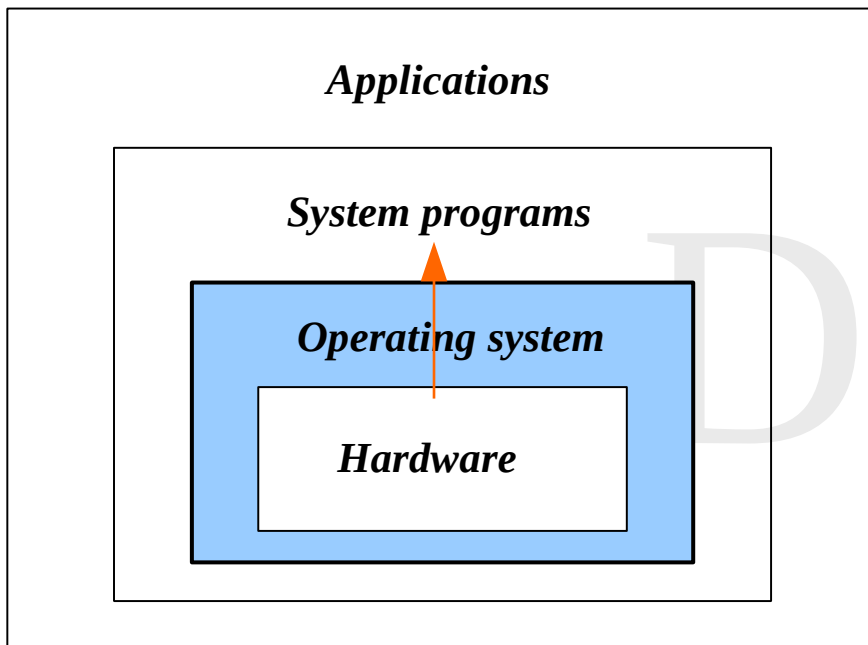 Applications
System programs
Operating system
Hardware
D